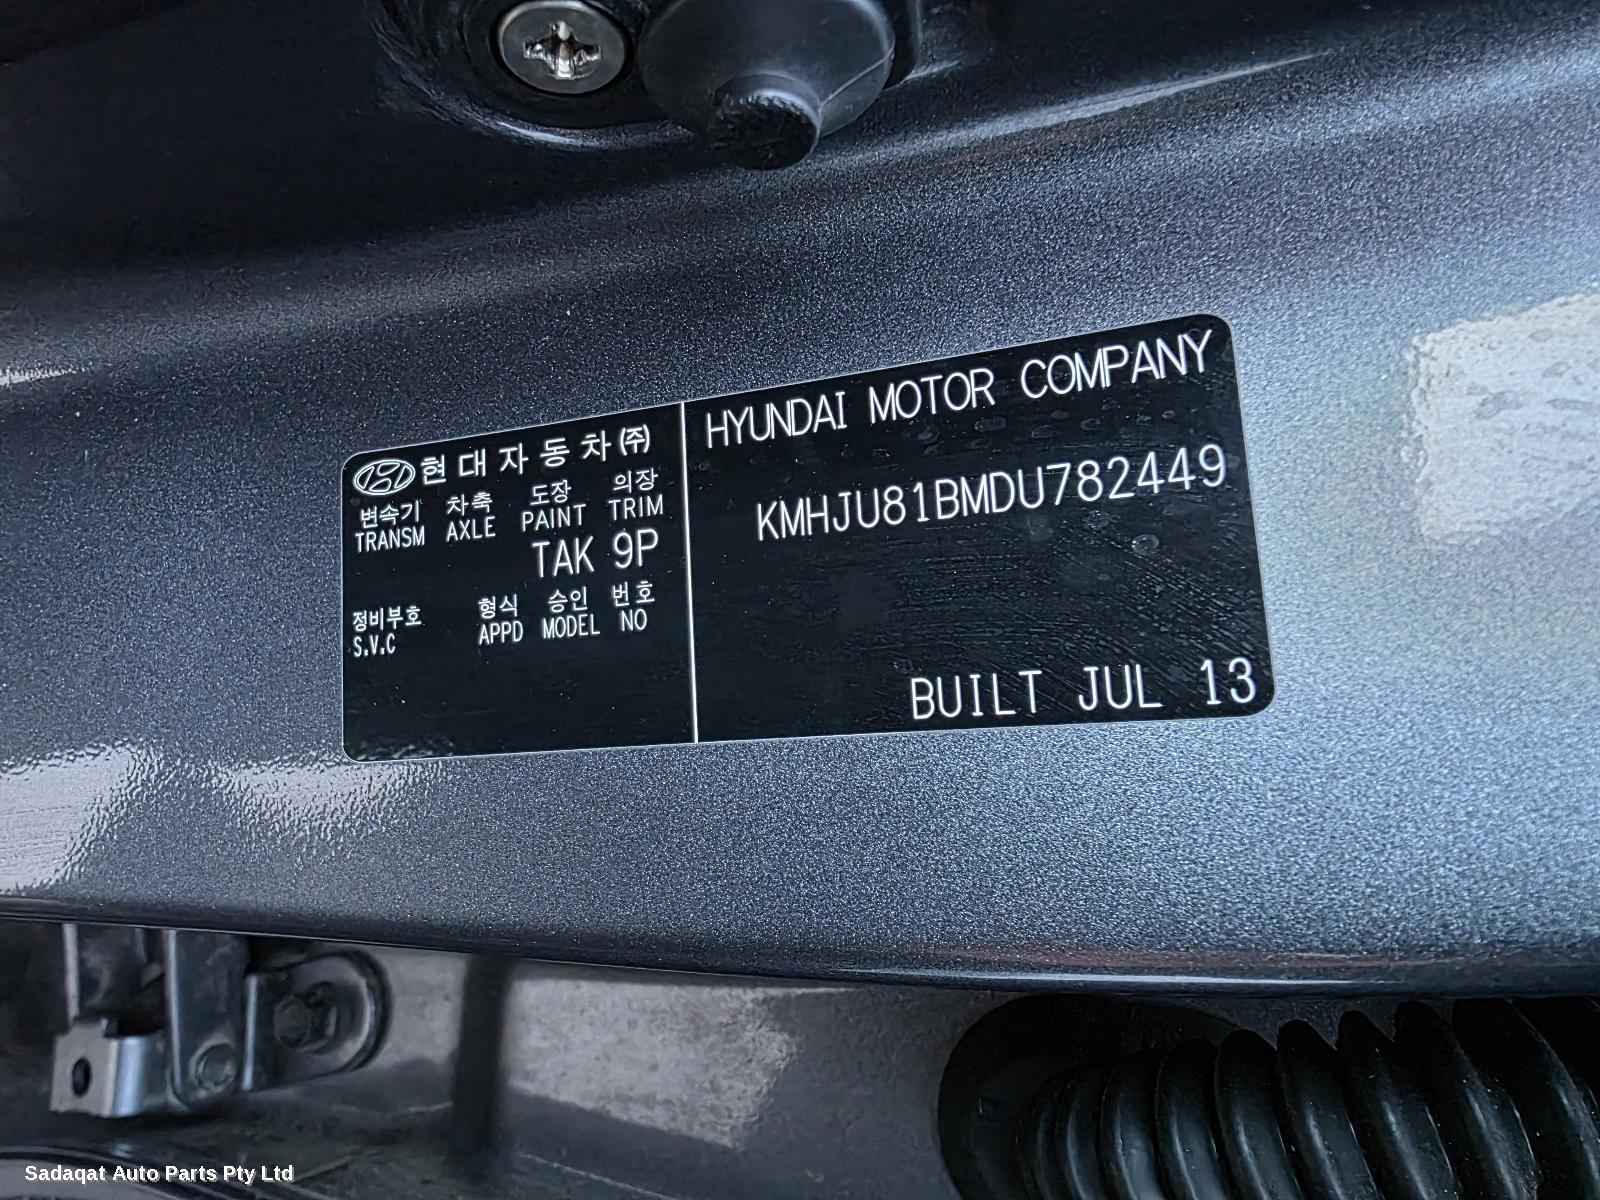 현대자동차(주)
변속기 차축 도장 의장
TRANSM AXLE PAINT TRIM
TAK 9P
정비부호 형식 승인 번호
S.V.C APPD MODEL NO
HYUNDAI MOTOR COMPANY
KMHJU81BMDU782449
BUILT JUL 13
Sadaqat Auto Parts Pty Ltd